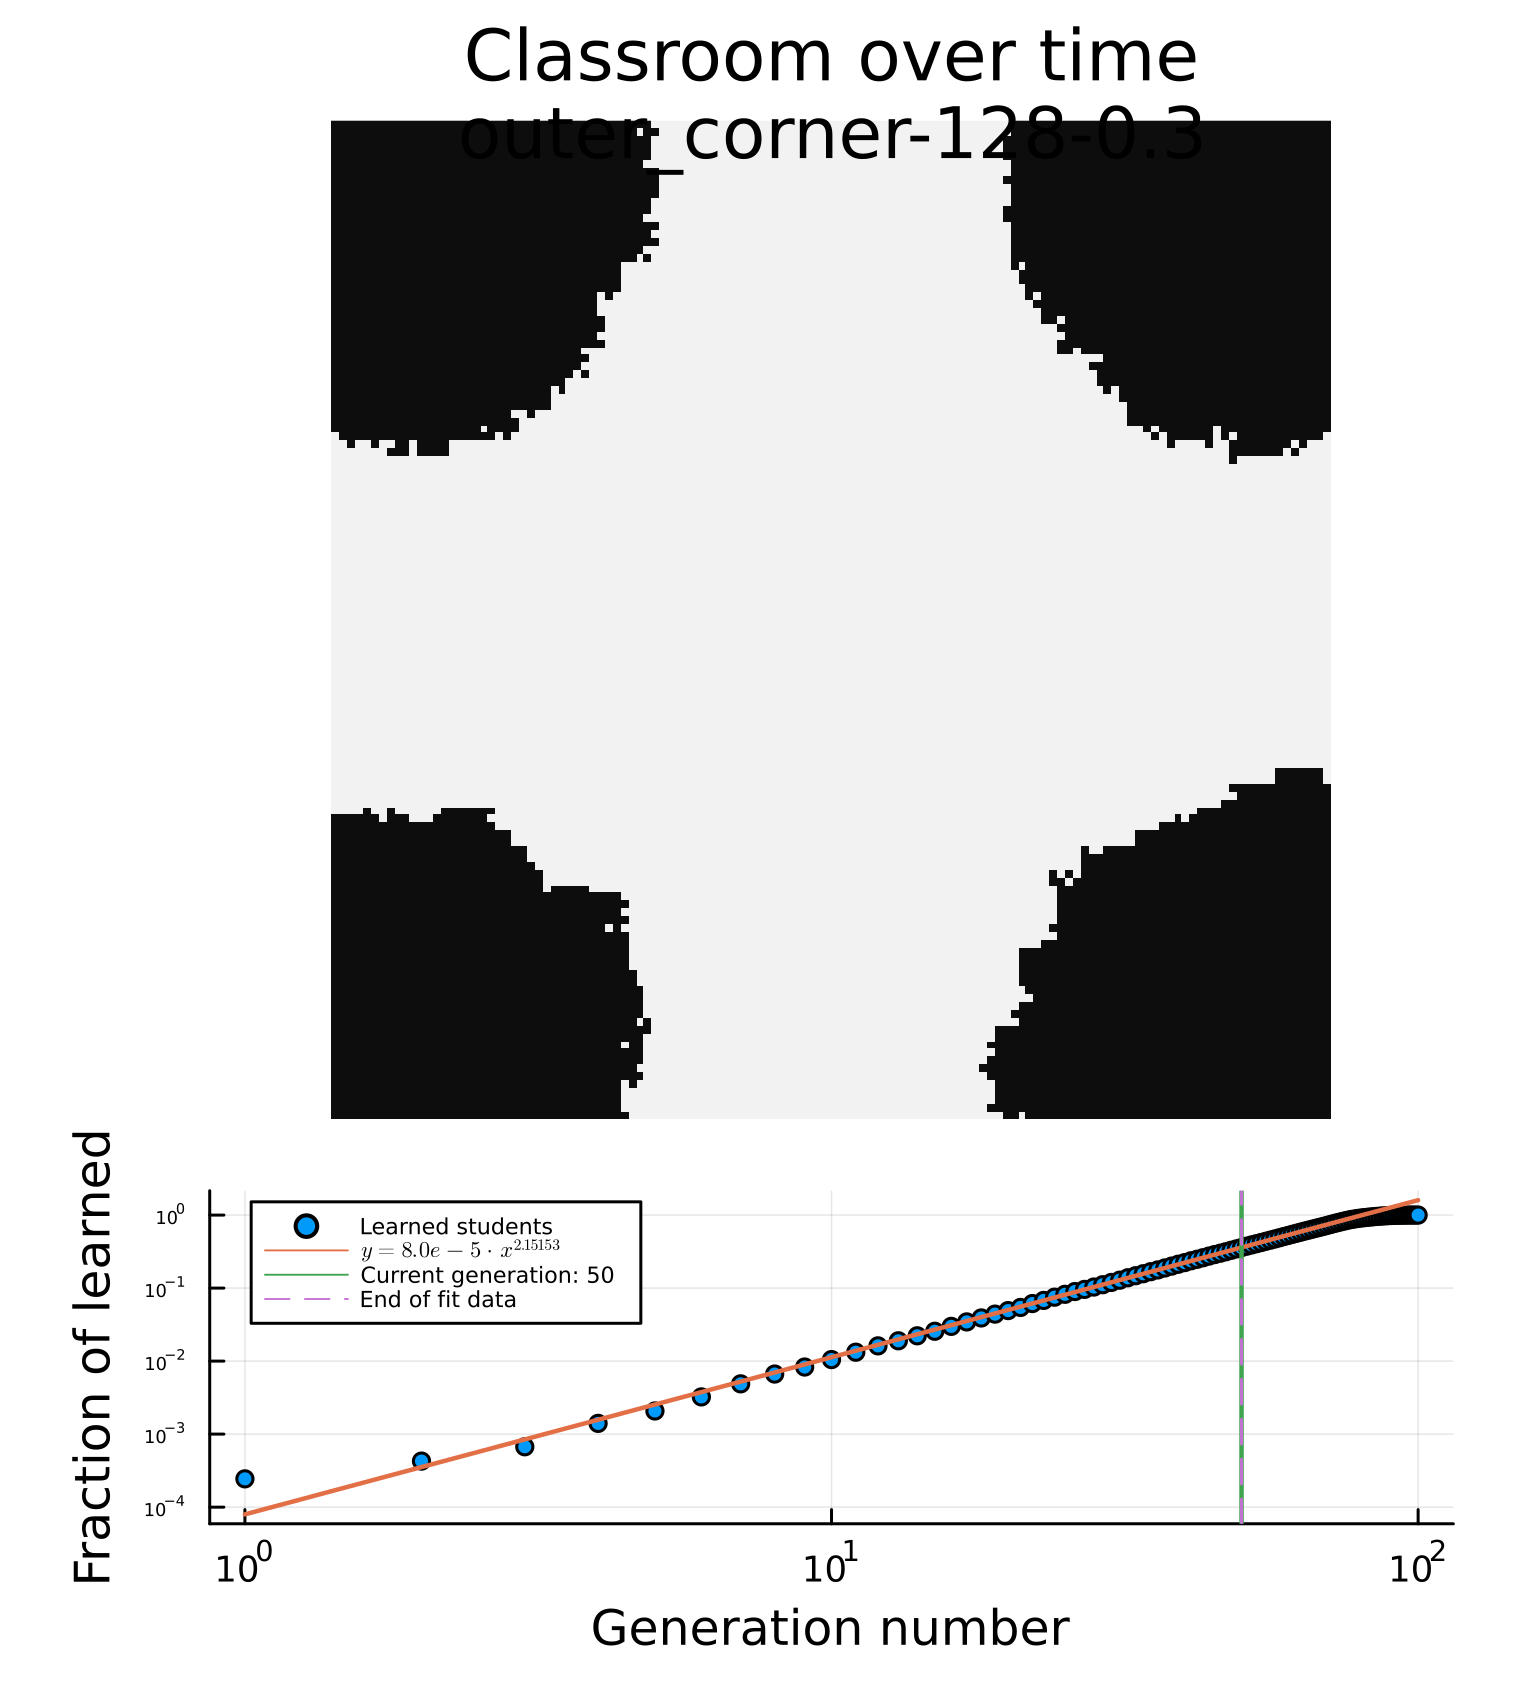 Classroom over time
outer_corner-128-0.3
Fraction of learned
10^0
10^−1
10^−2
10^−3
10^−4
Learned students
y = 8.0e − 5 · x^2.15153
Current generation: 50
End of fit data
10^0 10^1 10^2
Generation number